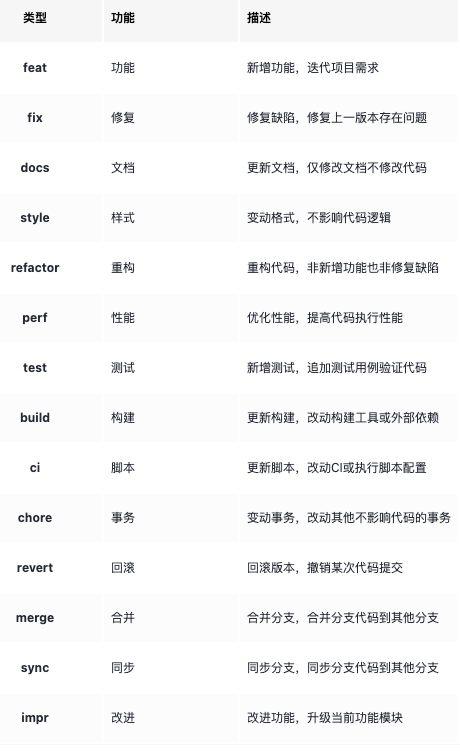 类型 功能 描述
feat 功能 新增功能，迭代项目需求
fix 修复 修复缺陷，修复上一版本存在问题
docs 文档 更新文档，仅修改文档不修改代码
style 样式 变动格式，不影响代码逻辑
refactor 重构 重构代码，非新增功能也非修复缺陷
perf 性能 优化性能，提高代码执行性能
test 测试 新增测试，追加测试用例验证代码
build 构建 更新构建，改动构建工具或外部依赖
ci 脚本 更新脚本，改动CI或执行脚本配置
chore 事务 变动事务，改动其他不影响代码的事务
revert 回滚 回滚版本，撤销某次代码提交
merge 合并 合并分支，合并分支代码到其他分支
sync 同步 同步分支，同步分支代码到其他分支
impr 改进 改进功能，升级当前功能模块